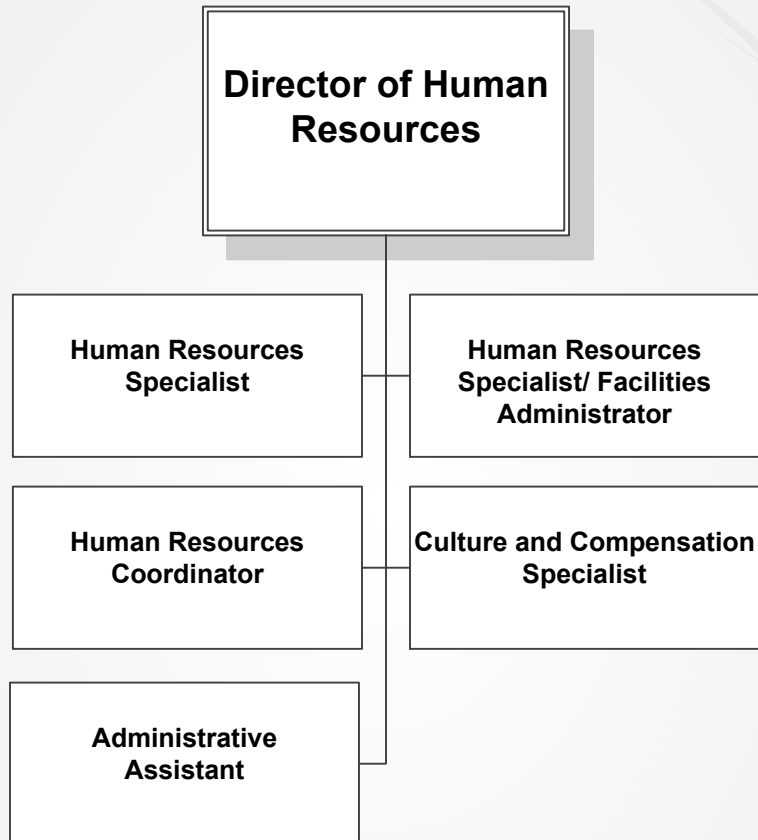 Director of Human
Resources
Human Resources
Specialist
Human Resources
Specialist/ Facilities
Administrator
Human Resources
Coordinator
Culture and Compensation
Specialist
Administrative
Assistant